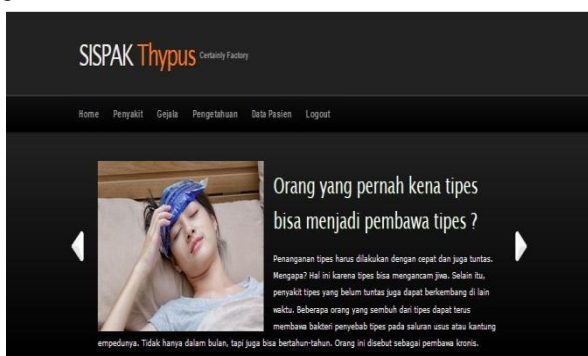 SISPAK Thypus Certainly Factory
Home Penyakit Gejala Pengetahuan Data Pasien Logout
Orang yang pernah kena tipes
bisa menjadi pembawa tipes ?
Penanganan tipes harus dilakukan dengan cepat dan juga tuntas.
Mengapa? Hal ini karena tipes bisa mengancam jiwa. Selain itu,
penyakit tipes yang belum tuntas juga dapat berkembang di lain
waktu. Beberapa orang yang sembuh dari tipes dapat terus
membawa bakteri penyebab tipes pada saluran usus atau kantung
empedunya. Tidak hanya dalam bulan, tapi juga bisa bertahun-tahun. Orang ini disebut sebagai pembawa kronis.